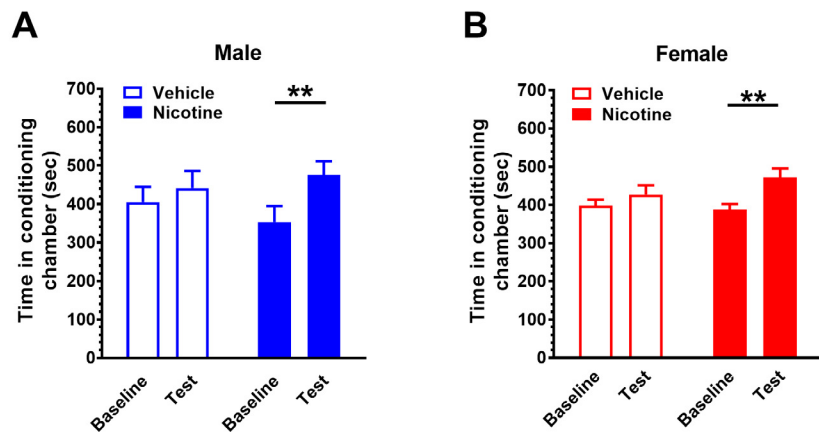 A
Male
Vehicle
Nicotine
**
700
600
500
400
300
200
100
0
Time in conditioning
chamber (sec)
Baseline
Test
Baseline
Test
B
Female
Vehicle
Nicotine
**
700
600
500
400
300
200
100
0
Time in conditioning
chamber (sec)
Baseline
Test
Baseline
Test